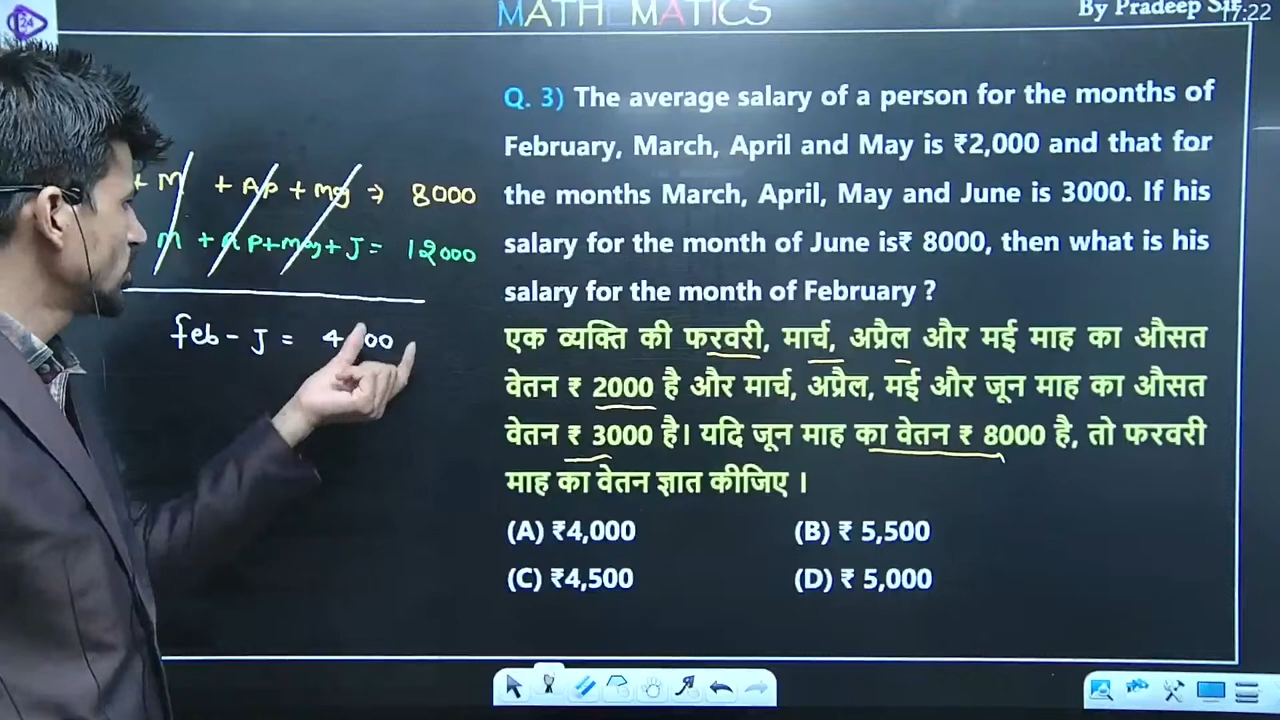 24
MATHEMATICS
By Pradeep Sir
17:22
+ M + Ap + My → 8000
M + Ap + May + J = 12000
feb - J =
Q. 3) The average salary of a person for the months of
February, March, April and May is ₹2,000 and that for
the months March, April, May and June is 3000. If his
salary for the month of June is₹ 8000, then what is his
salary for the month of February ?
एक व्यक्ति की फरवरी, मार्च, अप्रैल और मई माह का औसत
वेतन ₹ 2000 है और मार्च, अप्रैल, मई और जून माह का औसत
वेतन ₹ 3000 है। यदि जून माह का वेतन ₹ 8000 है, तो फरवरी
माह का वेतन ज्ञात कीजिए ।
(A) ₹4,000 (B) ₹ 5,500
(C) ₹4,500 (D) ₹ 5,000